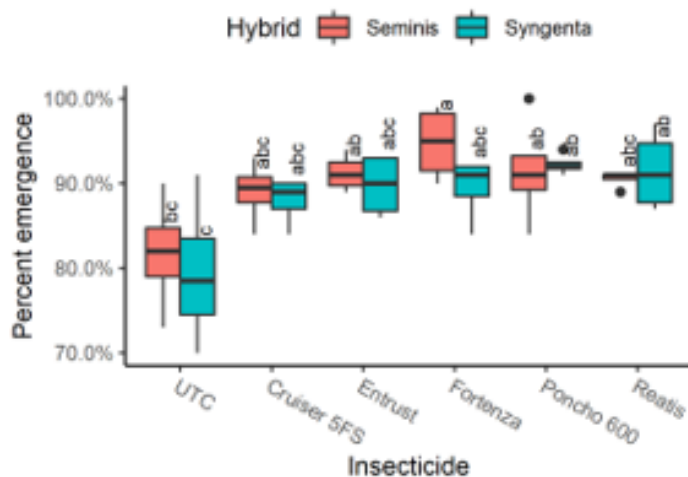 Hybrid Seminis Syngenta
Percent emergence
100.0%
90.0%
80.0%
70.0%
bc
c
abc
abc
ab
abc
a
abc
ab
ab
abc
ab
UTC
Cruiser 5FS
Entrust
Fortenza
Poncho 600
Reatis
Insecticide